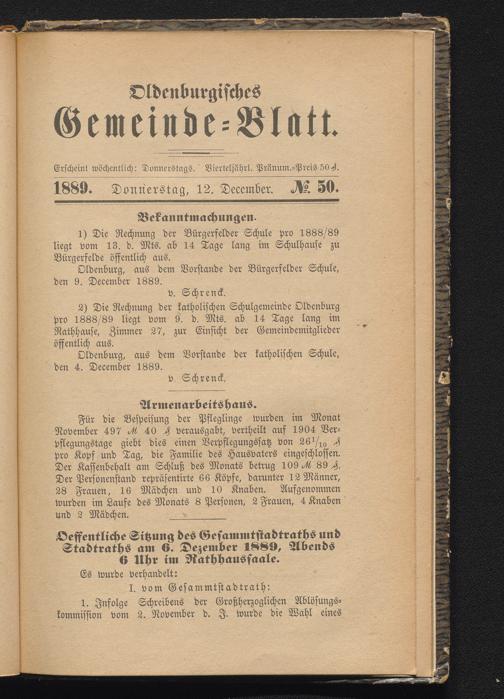 Oldenburgisches
Gemeinde-Blatt.
Erscheint wöchentlich: Donnerstags. Vierteljährl. Pränum.-Preis 50 ₰.
1889. Donnerstag, 12. December. № 50.
Bekanntmachungen.
1) Die Rechnung der Bürgerfelder Schule pro 1888/89
liegt vom 13. d. Mts. ab 14 Tage lang im Schulhause zu
Bürgerfelde öffentlich aus.
Oldenburg, aus dem Vorstande der Bürgerfelder Schule,
den 9. December 1889.
v. Schrenck.
2) Die Rechnung der katholischen Schulgemeinde Oldenburg
pro 1888/89 liegt vom 9. d. Mts. ab 14 Tage lang im
Rathhause, Zimmer 27, zur Einsicht der Gemeindemitglieder
öffentlich aus.
Oldenburg, aus dem Vorstande der katholischen Schule,
den 4. December 1889.
v Schrenck.
Armenarbeitshaus.
Für die Bespeisung der Pfleglinge wurden im Monat
November 497 ℳ 40 ₰ verausgabt, vertheilt auf 1904 Ver-
pflegungstage giebt dies einen Verpflegungssatz von 26 1/10 ₰
pro Kopf und Tag, die Familie des Hausvaters eingeschlossen.
Der Kassenbehalt am Schluß des Monats betrug 109 ℳ 89 ₰.
Der Personenstand repräsentirte 66 Köpfe, darunter 12 Männer,
28 Frauen, 16 Mädchen und 10 Knaben. Aufgenommen
wurden im Laufe des Monats 8 Personen, 2 Frauen, 4 Knaben
und 2 Mädchen.
Oeffentliche Sitzung des Gesammtstadtraths und
Stadtraths am 6. Dezember 1889, Abends
6 Uhr im Rathhaussaale.
Es wurde verhandelt:
I. vom Gesammtstadtrath:
1. Infolge Schreibens der Großherzoglichen Ablösungs-
kommission vom 2. November d. J. wurde die Wahl eines